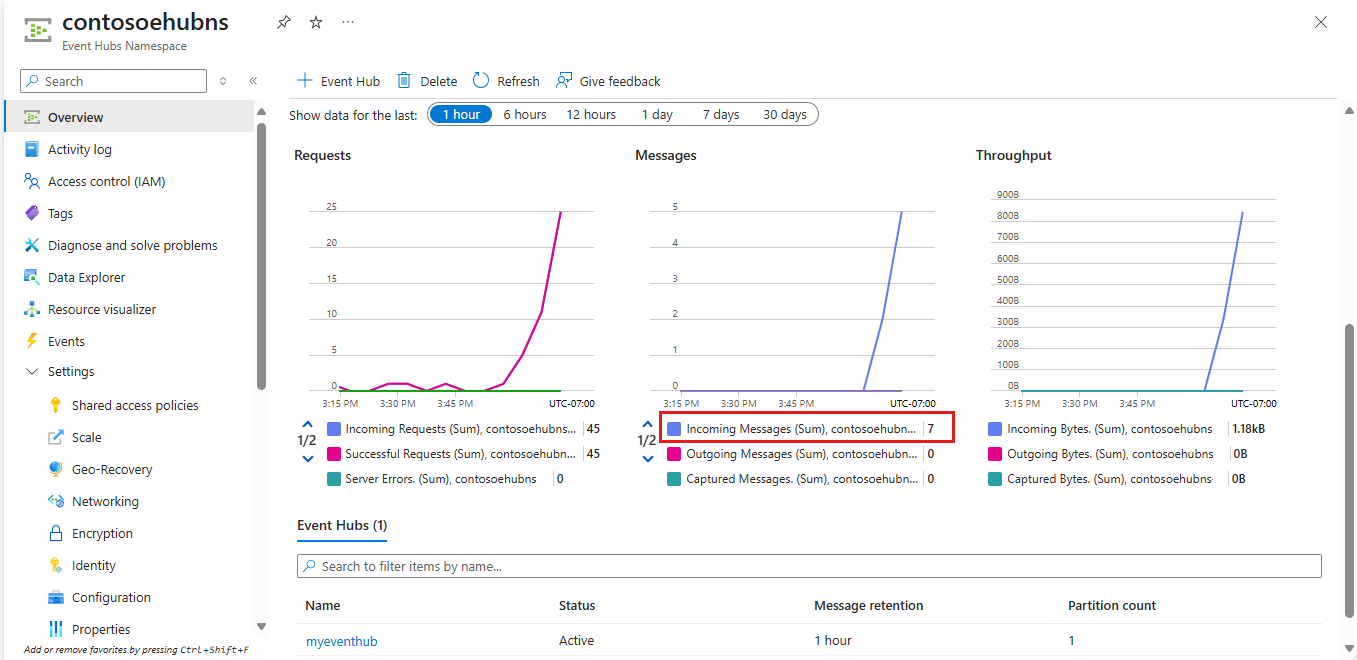 contosoehubns
Event Hubs Namespace
Search
Overview
Activity log
Access control (IAM)
Tags
Diagnose and solve problems
Data Explorer
Resource visualizer
Events
Settings
Shared access policies
Scale
Geo-Recovery
Networking
Encryption
Identity
Configuration
Properties
Add or remove favorites by pressing Ctrl+Shift+F
Event Hub Delete Refresh Give feedback
Show data for the last: 1 hour 6 hours 12 hours 1 day 7 days 30 days
Requests
25
20
15
10
5
0
3:15 PM 3:30 PM 3:45 PM UTC-07:00
1/2
Incoming Requests (Sum), contosoehubns... 45
Successful Requests (Sum), contosoehubn... 45
Server Errors. (Sum), contosoehubns 0
Messages
5
4
3
2
1
0
3:15 PM 3:30 PM 3:45 PM UTC-07:00
1/2
Incoming Messages (Sum), contosoehubn... 7
Outgoing Messages (Sum), contosoehubn... 0
Captured Messages. (Sum), contosoehubn... 0
Throughput
900B
800B
700B
600B
500B
400B
300B
200B
100B
0B
3:15 PM 3:30 PM 3:45 PM UTC-07:00
Incoming Bytes. (Sum), contosoehubns 1.18kB
Outgoing Bytes. (Sum), contosoehubns 0B
Captured Bytes. (Sum), contosoehubns 0B
Event Hubs (1)
Search to filter items by name...
Name Status Message retention Partition count
myeventhub Active 1 hour 1